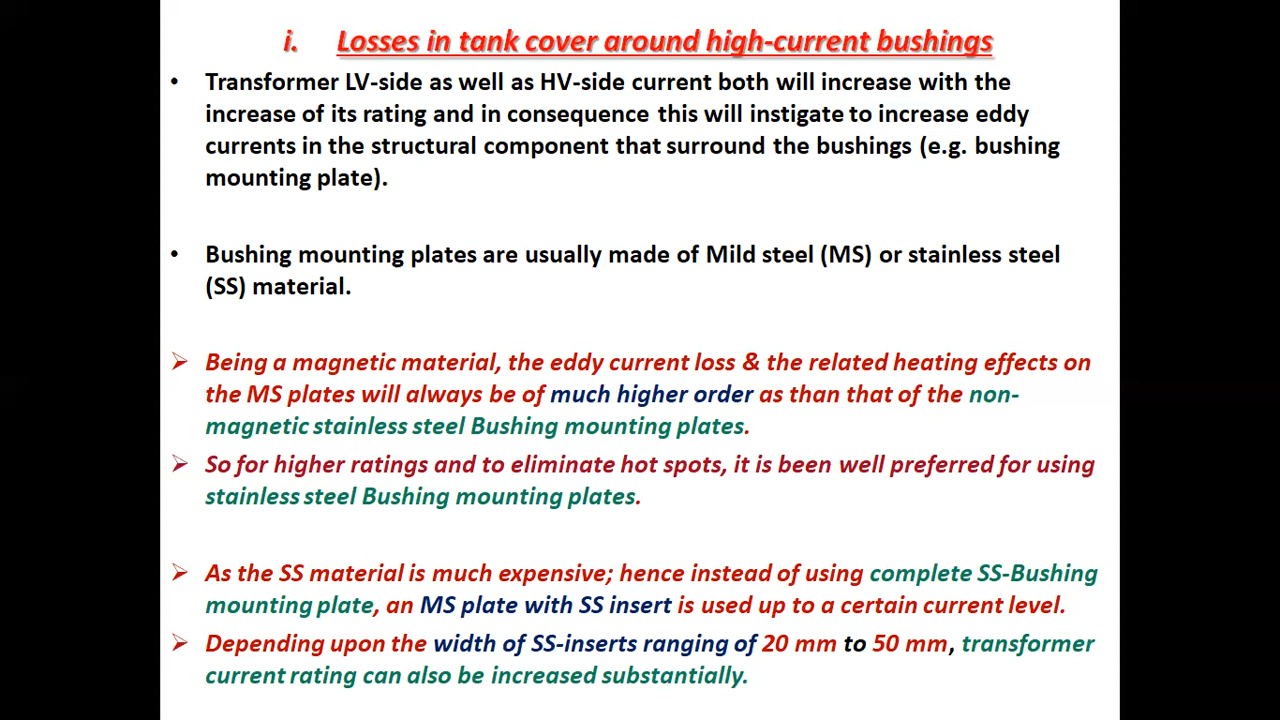 i. Losses in tank cover around high-current bushings
• Transformer LV-side as well as HV-side current both will increase with the
increase of its rating and in consequence this will instigate to increase eddy
currents in the structural component that surround the bushings (e.g. bushing
mounting plate).
• Bushing mounting plates are usually made of Mild steel (MS) or stainless steel
(SS) material.
➢ Being a magnetic material, the eddy current loss & the related heating effects on
the MS plates will always be of much higher order as than that of the non-
magnetic stainless steel Bushing mounting plates.
➢ So for higher ratings and to eliminate hot spots, it is been well preferred for using
stainless steel Bushing mounting plates.
➢ As the SS material is much expensive; hence instead of using complete SS-Bushing
mounting plate, an MS plate with SS insert is used up to a certain current level.
➢ Depending upon the width of SS-inserts ranging of 20 mm to 50 mm, transformer
current rating can also be increased substantially.